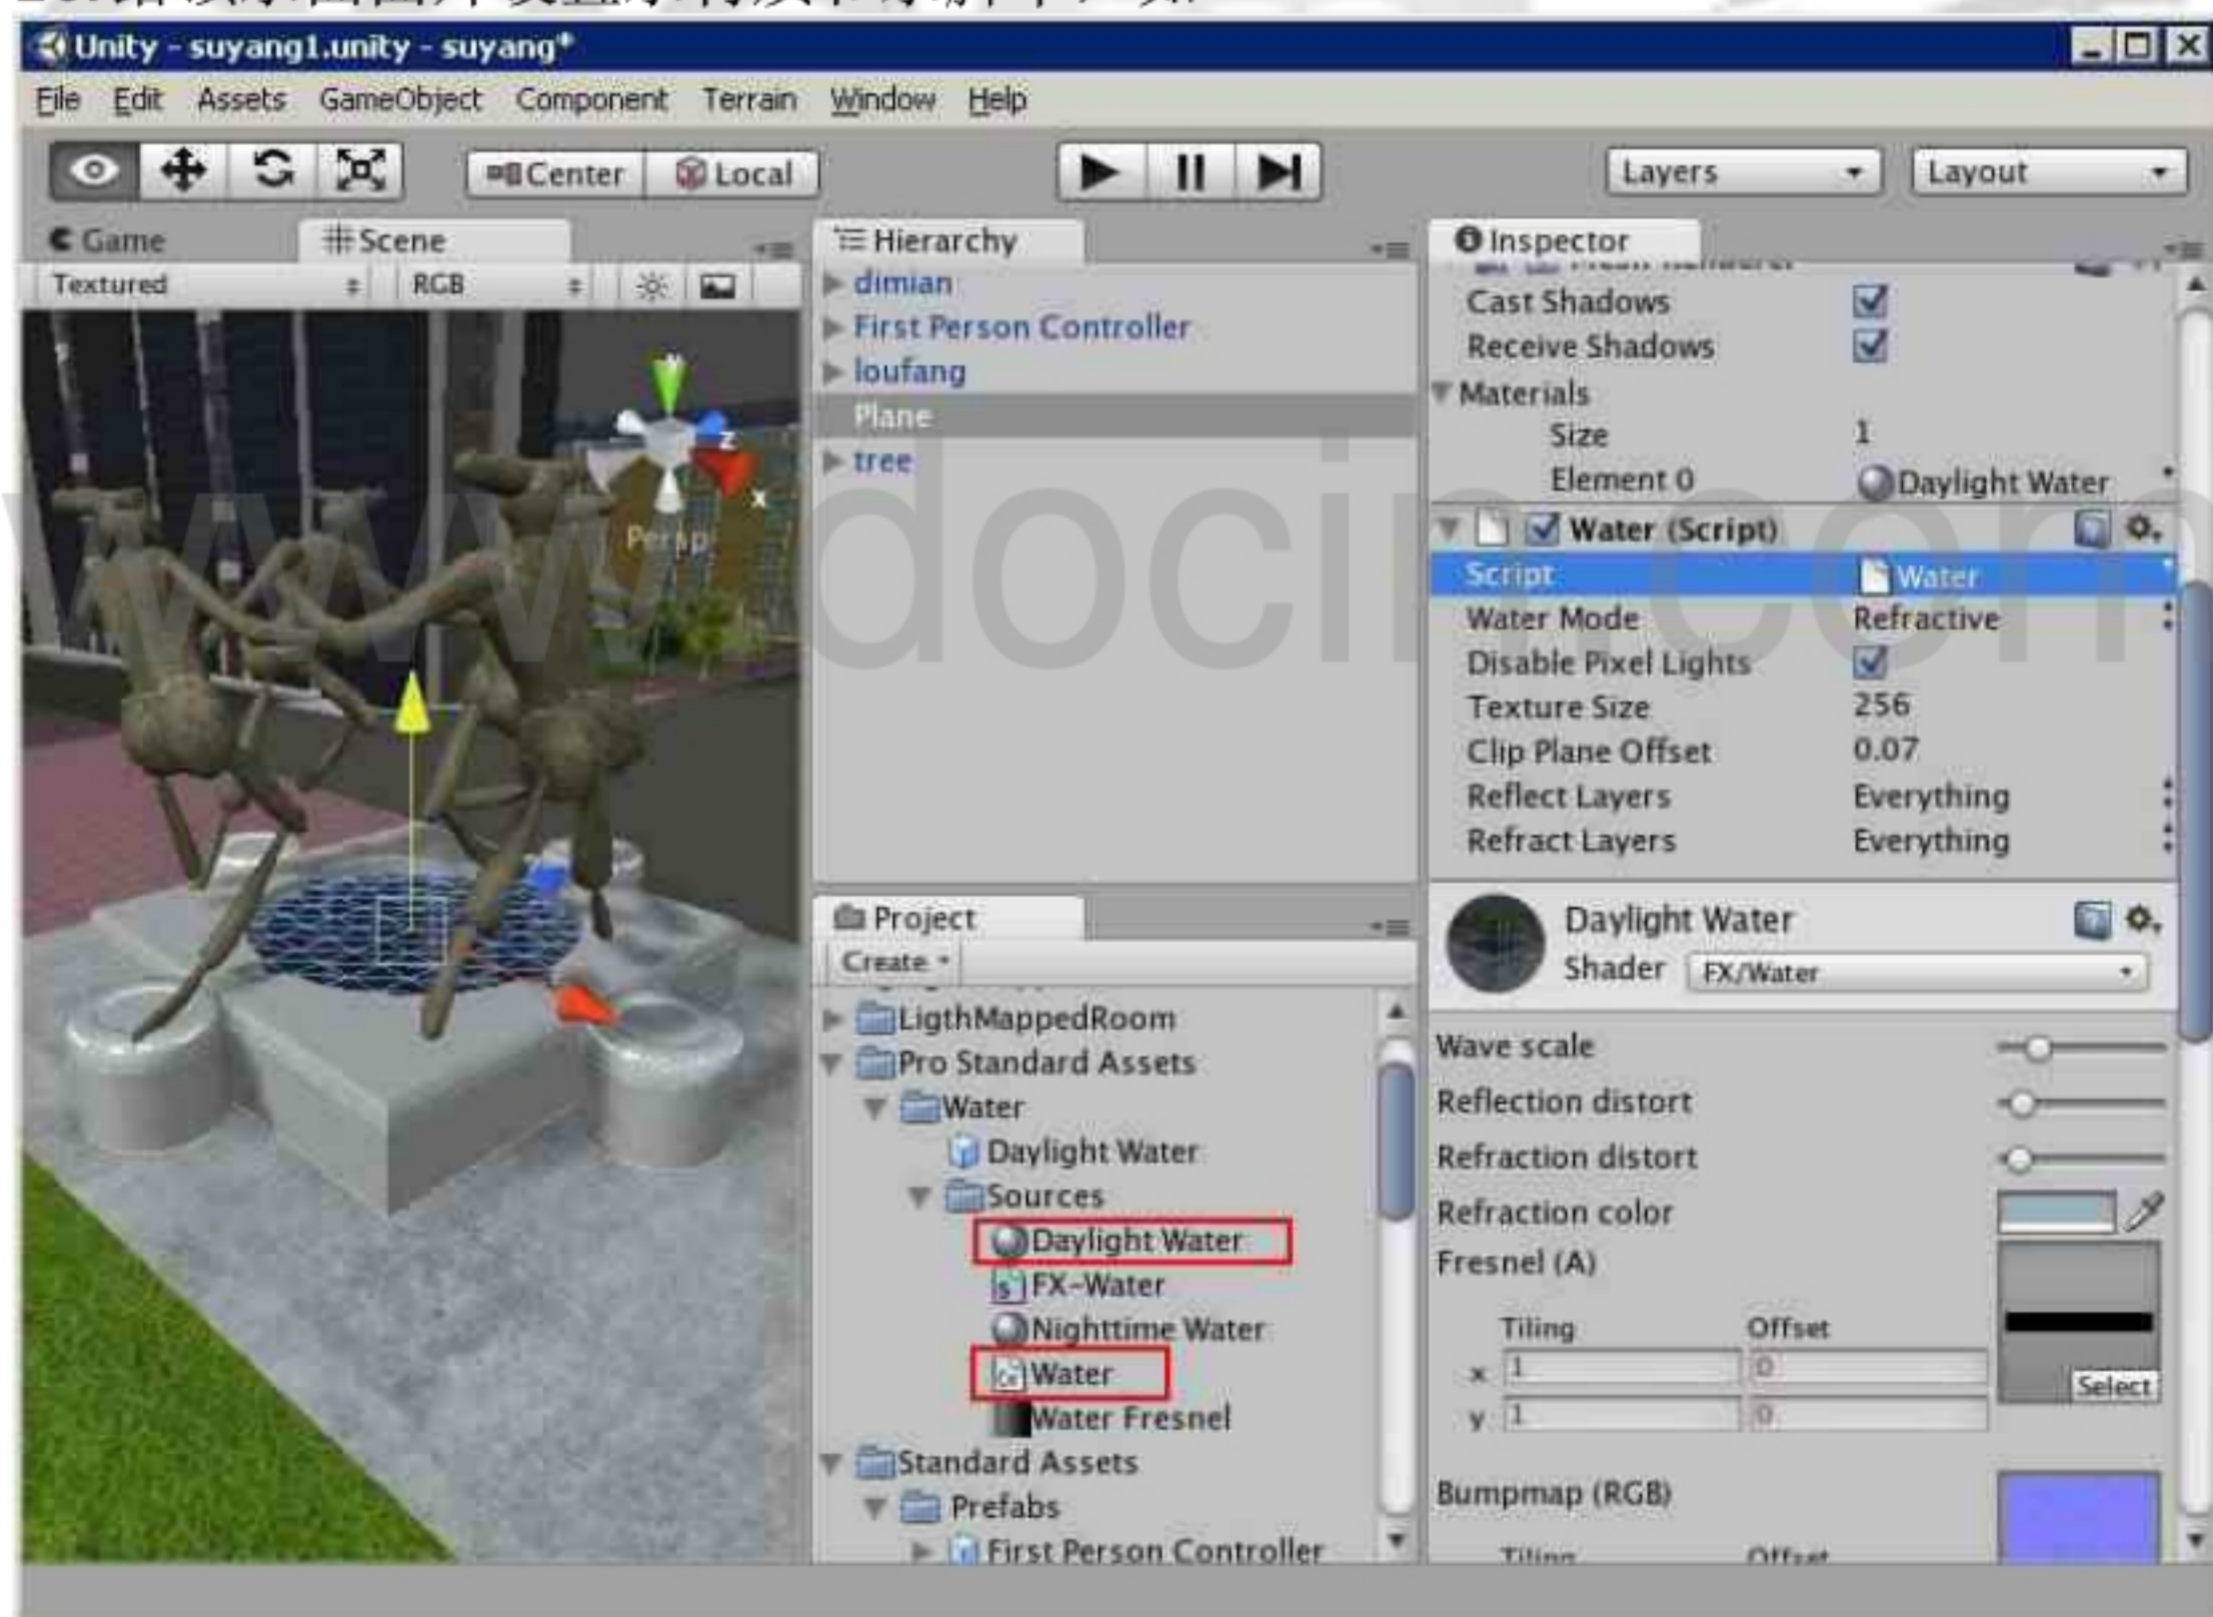 Unity - suyang1.unity - suyang*
File Edit Assets GameObject Component Terrain Window Help
Center Local Layers Layout
Game Scene
Textured RGB
Persp
y
z
x
Hierarchy
dimian
First Person Controller
loufang
Plane
tree
Project
Create
LigthMappedRoom
Pro Standard Assets
Water
Daylight Water
Sources
Daylight Water
FX-Water
Nighttime Water
Water
Water Fresnel
Standard Assets
Prefabs
First Person Controller
Inspector
Cast Shadows
Receive Shadows
Materials
Size 1
Element 0 Daylight Water
Water (Script)
Script Water
Water Mode Refractive
Disable Pixel Lights
Texture Size 256
Clip Plane Offset 0.07
Reflect Layers Everything
Refract Layers Everything
Daylight Water
Shader FX/Water
Wave scale
Reflection distort
Refraction distort
Refraction color
Fresnel (A)
Tiling Offset
x 1 0
y 1 0
Select
Bumpmap (RGB)
Tiling Offset
www.docin.com